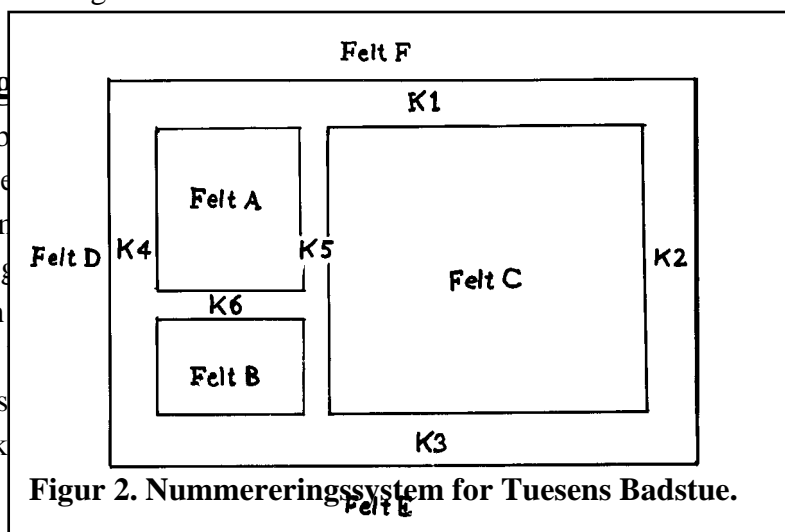 Felt F
K1
Felt A
Felt D K4 K5 K2
Felt C
K6
Felt B
K3
Figur 2. Nummereringssystem for Tuesens Badstue.
Felt E